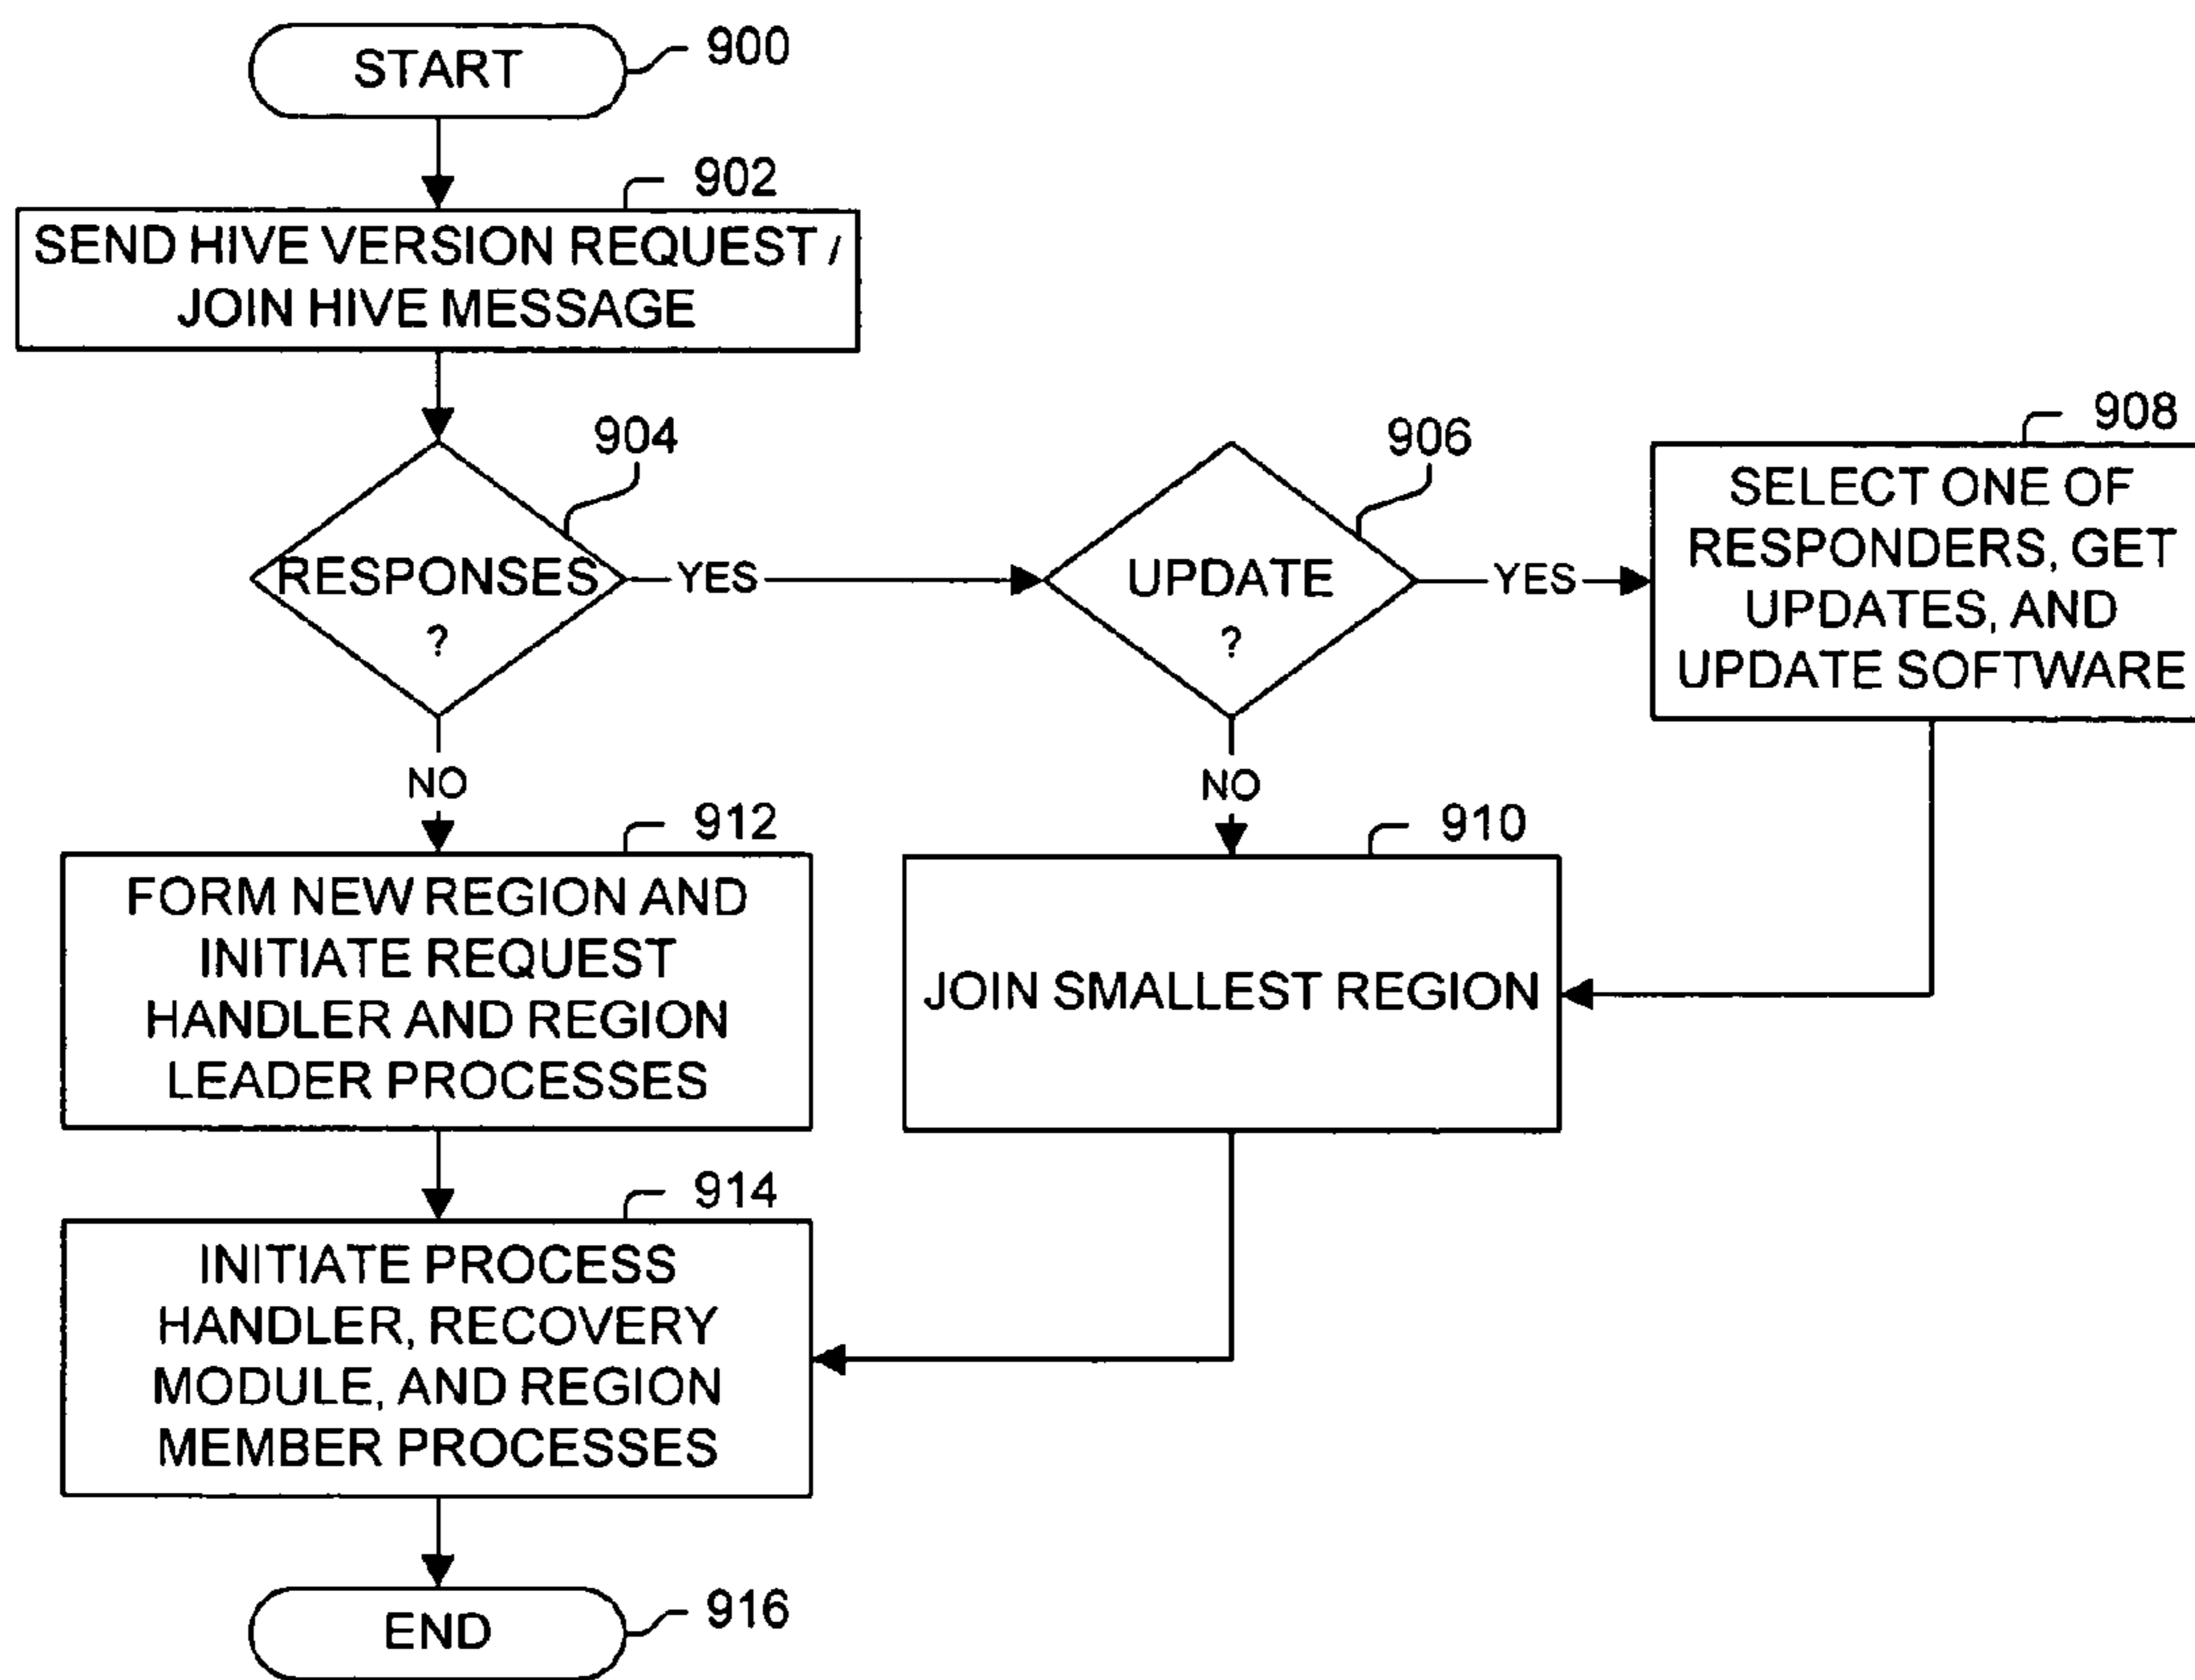 START
900
902
SEND HIVE VERSION REQUEST /
JOIN HIVE MESSAGE
904
RESPONSES
?
YES
906
UPDATE
?
YES
908
SELECT ONE OF
RESPONDERS, GET
UPDATES, AND
UPDATE SOFTWARE
NO
NO
912
FORM NEW REGION AND
INITIATE REQUEST
HANDLER AND REGION
LEADER PROCESSES
910
JOIN SMALLEST REGION
914
INITIATE PROCESS
HANDLER, RECOVERY
MODULE, AND REGION
MEMBER PROCESSES
END
916